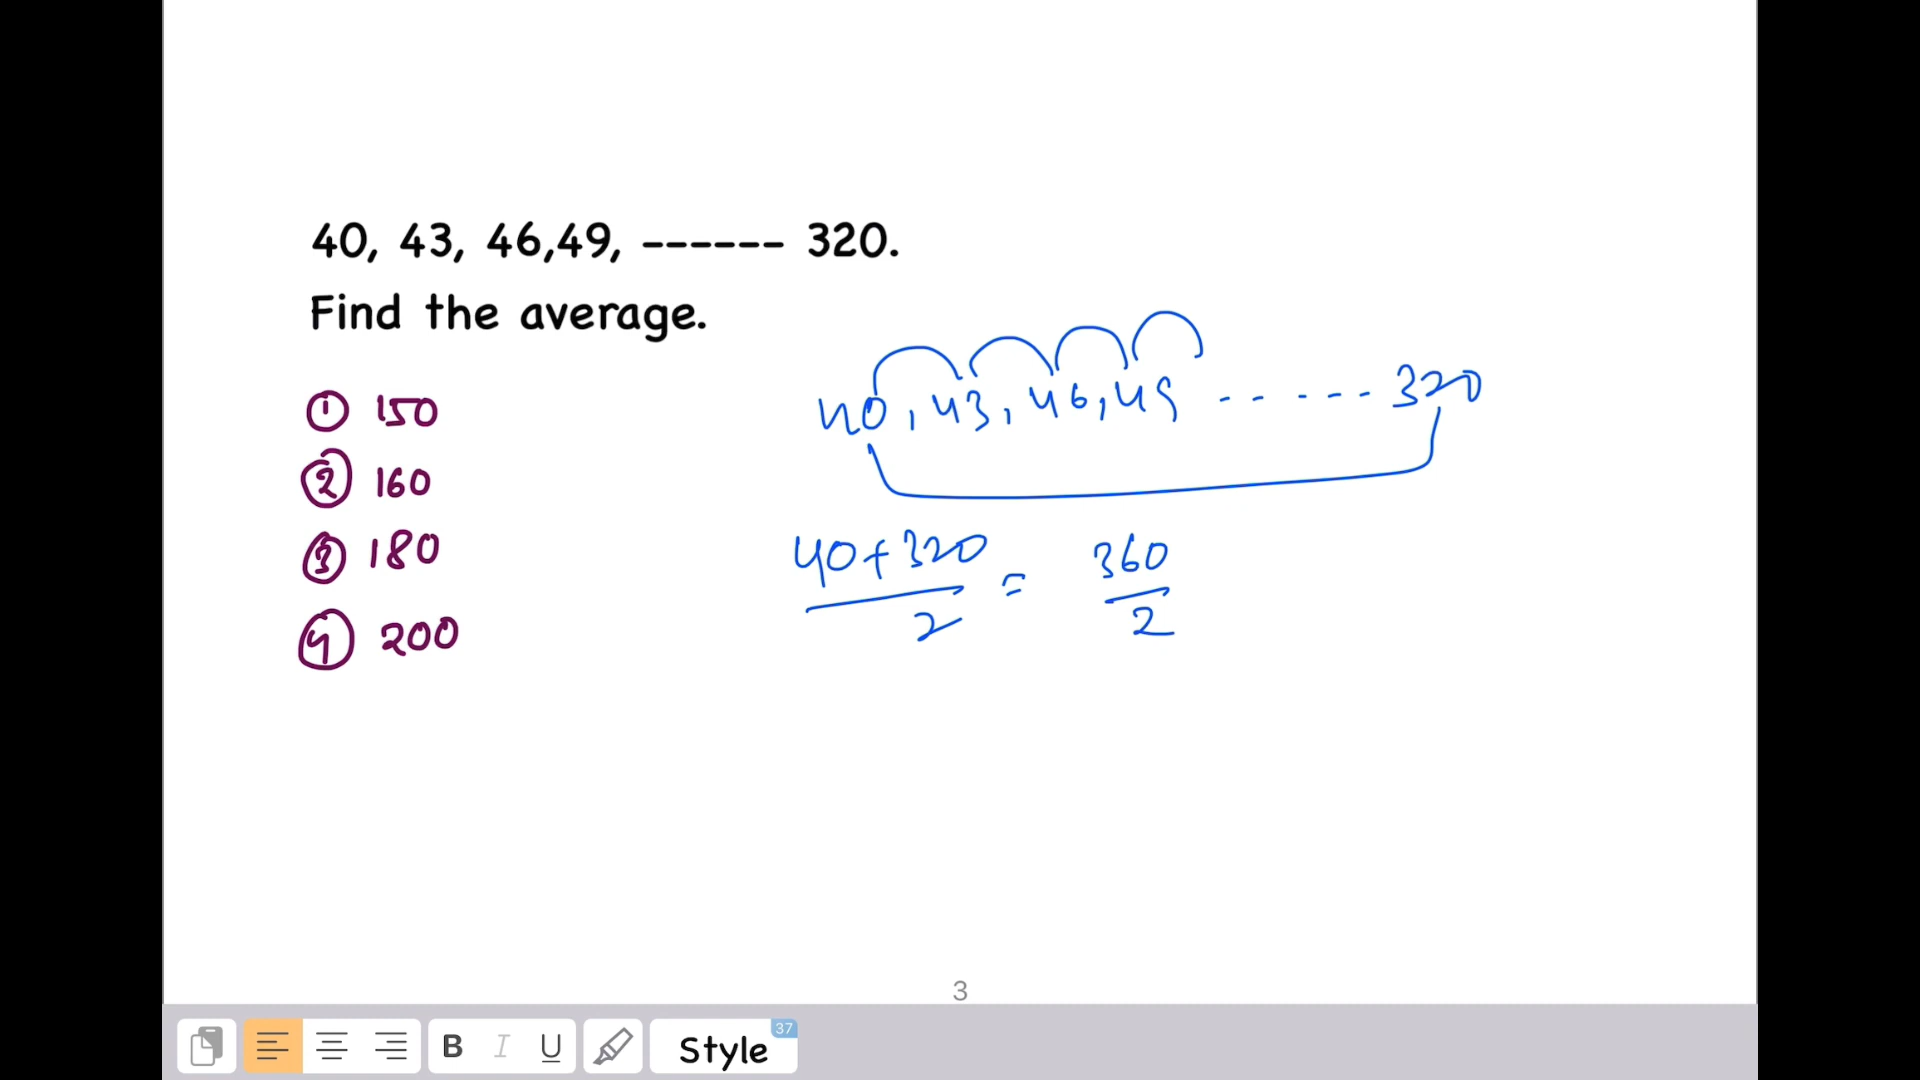 40, 43, 46,49, ------ 320.
Find the average.
① 150
② 160
③ 180
④ 200
40, 43, 46, 49 ------ 320
40+320
2
=
360
2
3
B I U
Style
37